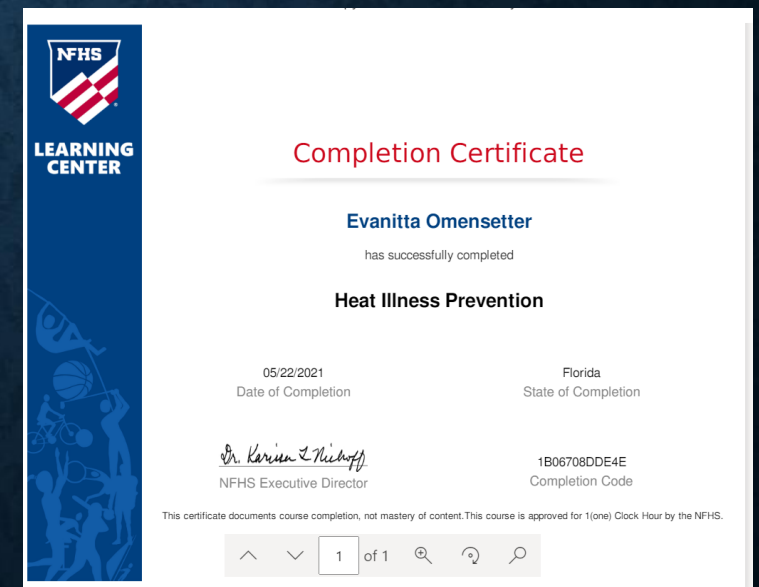 NFHS
LEARNING
CENTER
Completion Certificate
Evanitta Omensetter
has successfully completed
Heat Illness Prevention
05/22/2021
Date of Completion
Florida
State of Completion
Dr. Karissa L Niehoff
NFHS Executive Director
1B06708DDE4E
Completion Code
This certificate documents course completion, not mastery of content.This course is approved for 1(one) Clock Hour by the NFHS.
1 of 1